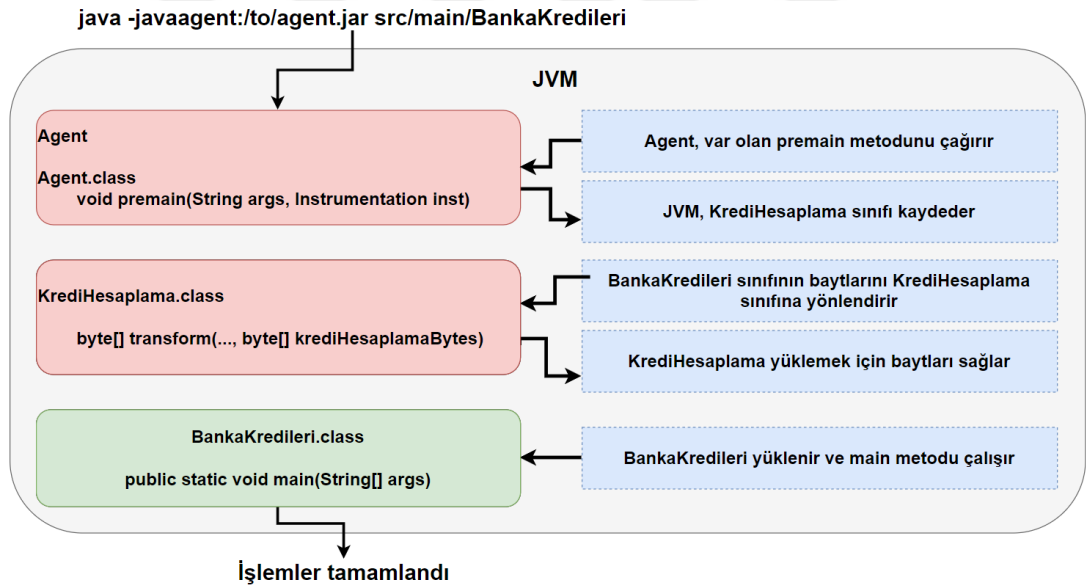 java -javaagent:/to/agent.jar src/main/BankaKredileri
JVM
Agent
Agent.class
void premain(String args, Instrumentation inst)
Agent, var olan premain metodunu çağırır
JVM, KrediHesaplama sınıfı kaydeder
KrediHesaplama.class
byte[] transform(..., byte[] krediHesaplamaBytes)
BankaKredileri sınıfının baytlarını KrediHesaplama
sınıfına yönlendirir
KrediHesaplama yüklemek için baytları sağlar
BankaKredileri.class
public static void main(String[] args)
BankaKredileri yüklenir ve main metodu çalışır
İşlemler tamamlandı